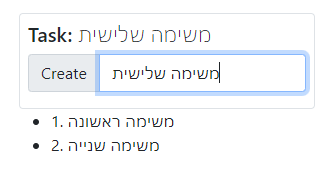 Task: משימה שלישית
Create משימה שלישית
1. משימה ראשונה
2. משימה שנייה